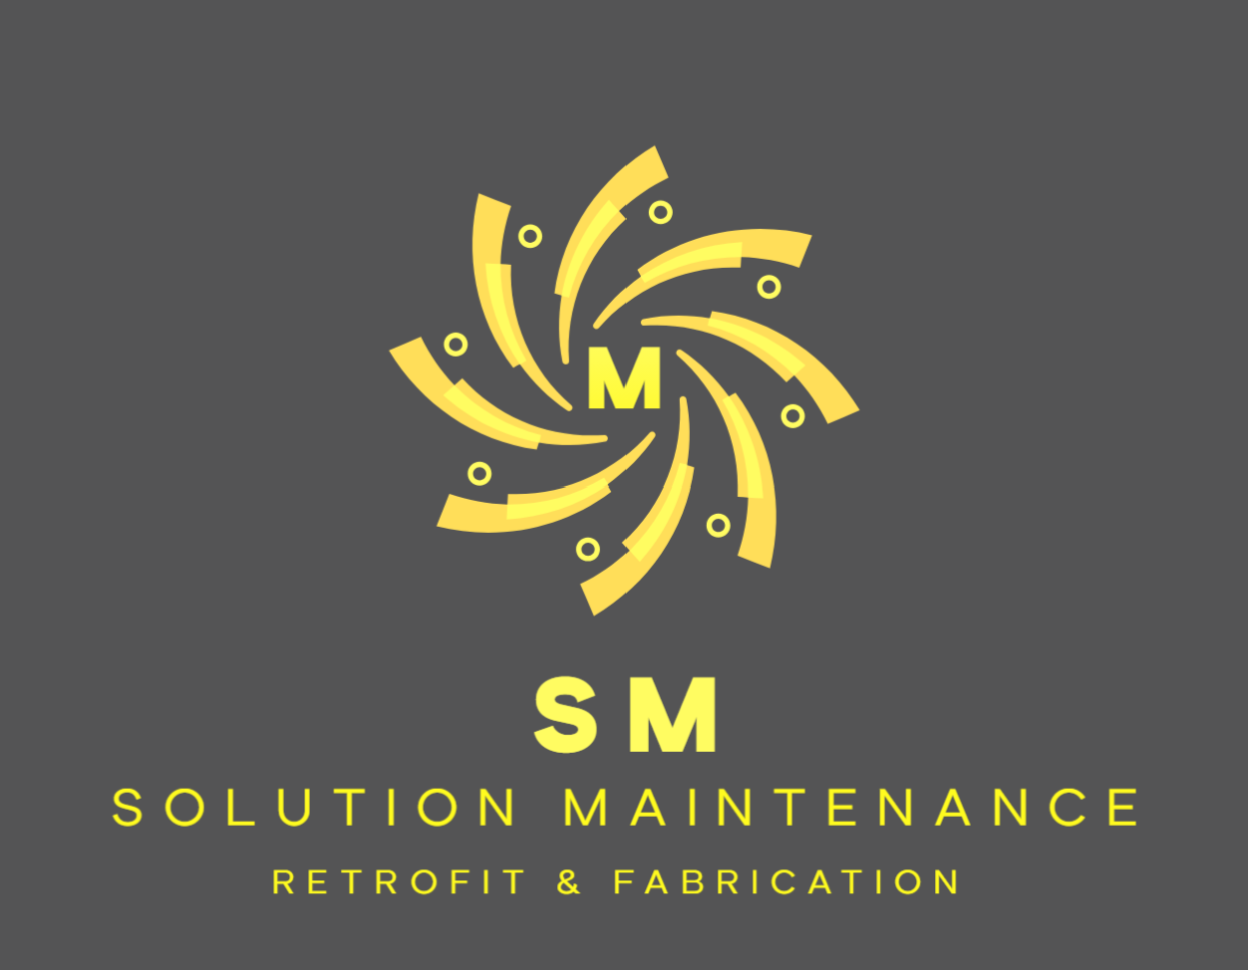 M
SM
SOLUTION MAINTENANCE
RETROFIT & FABRICATION